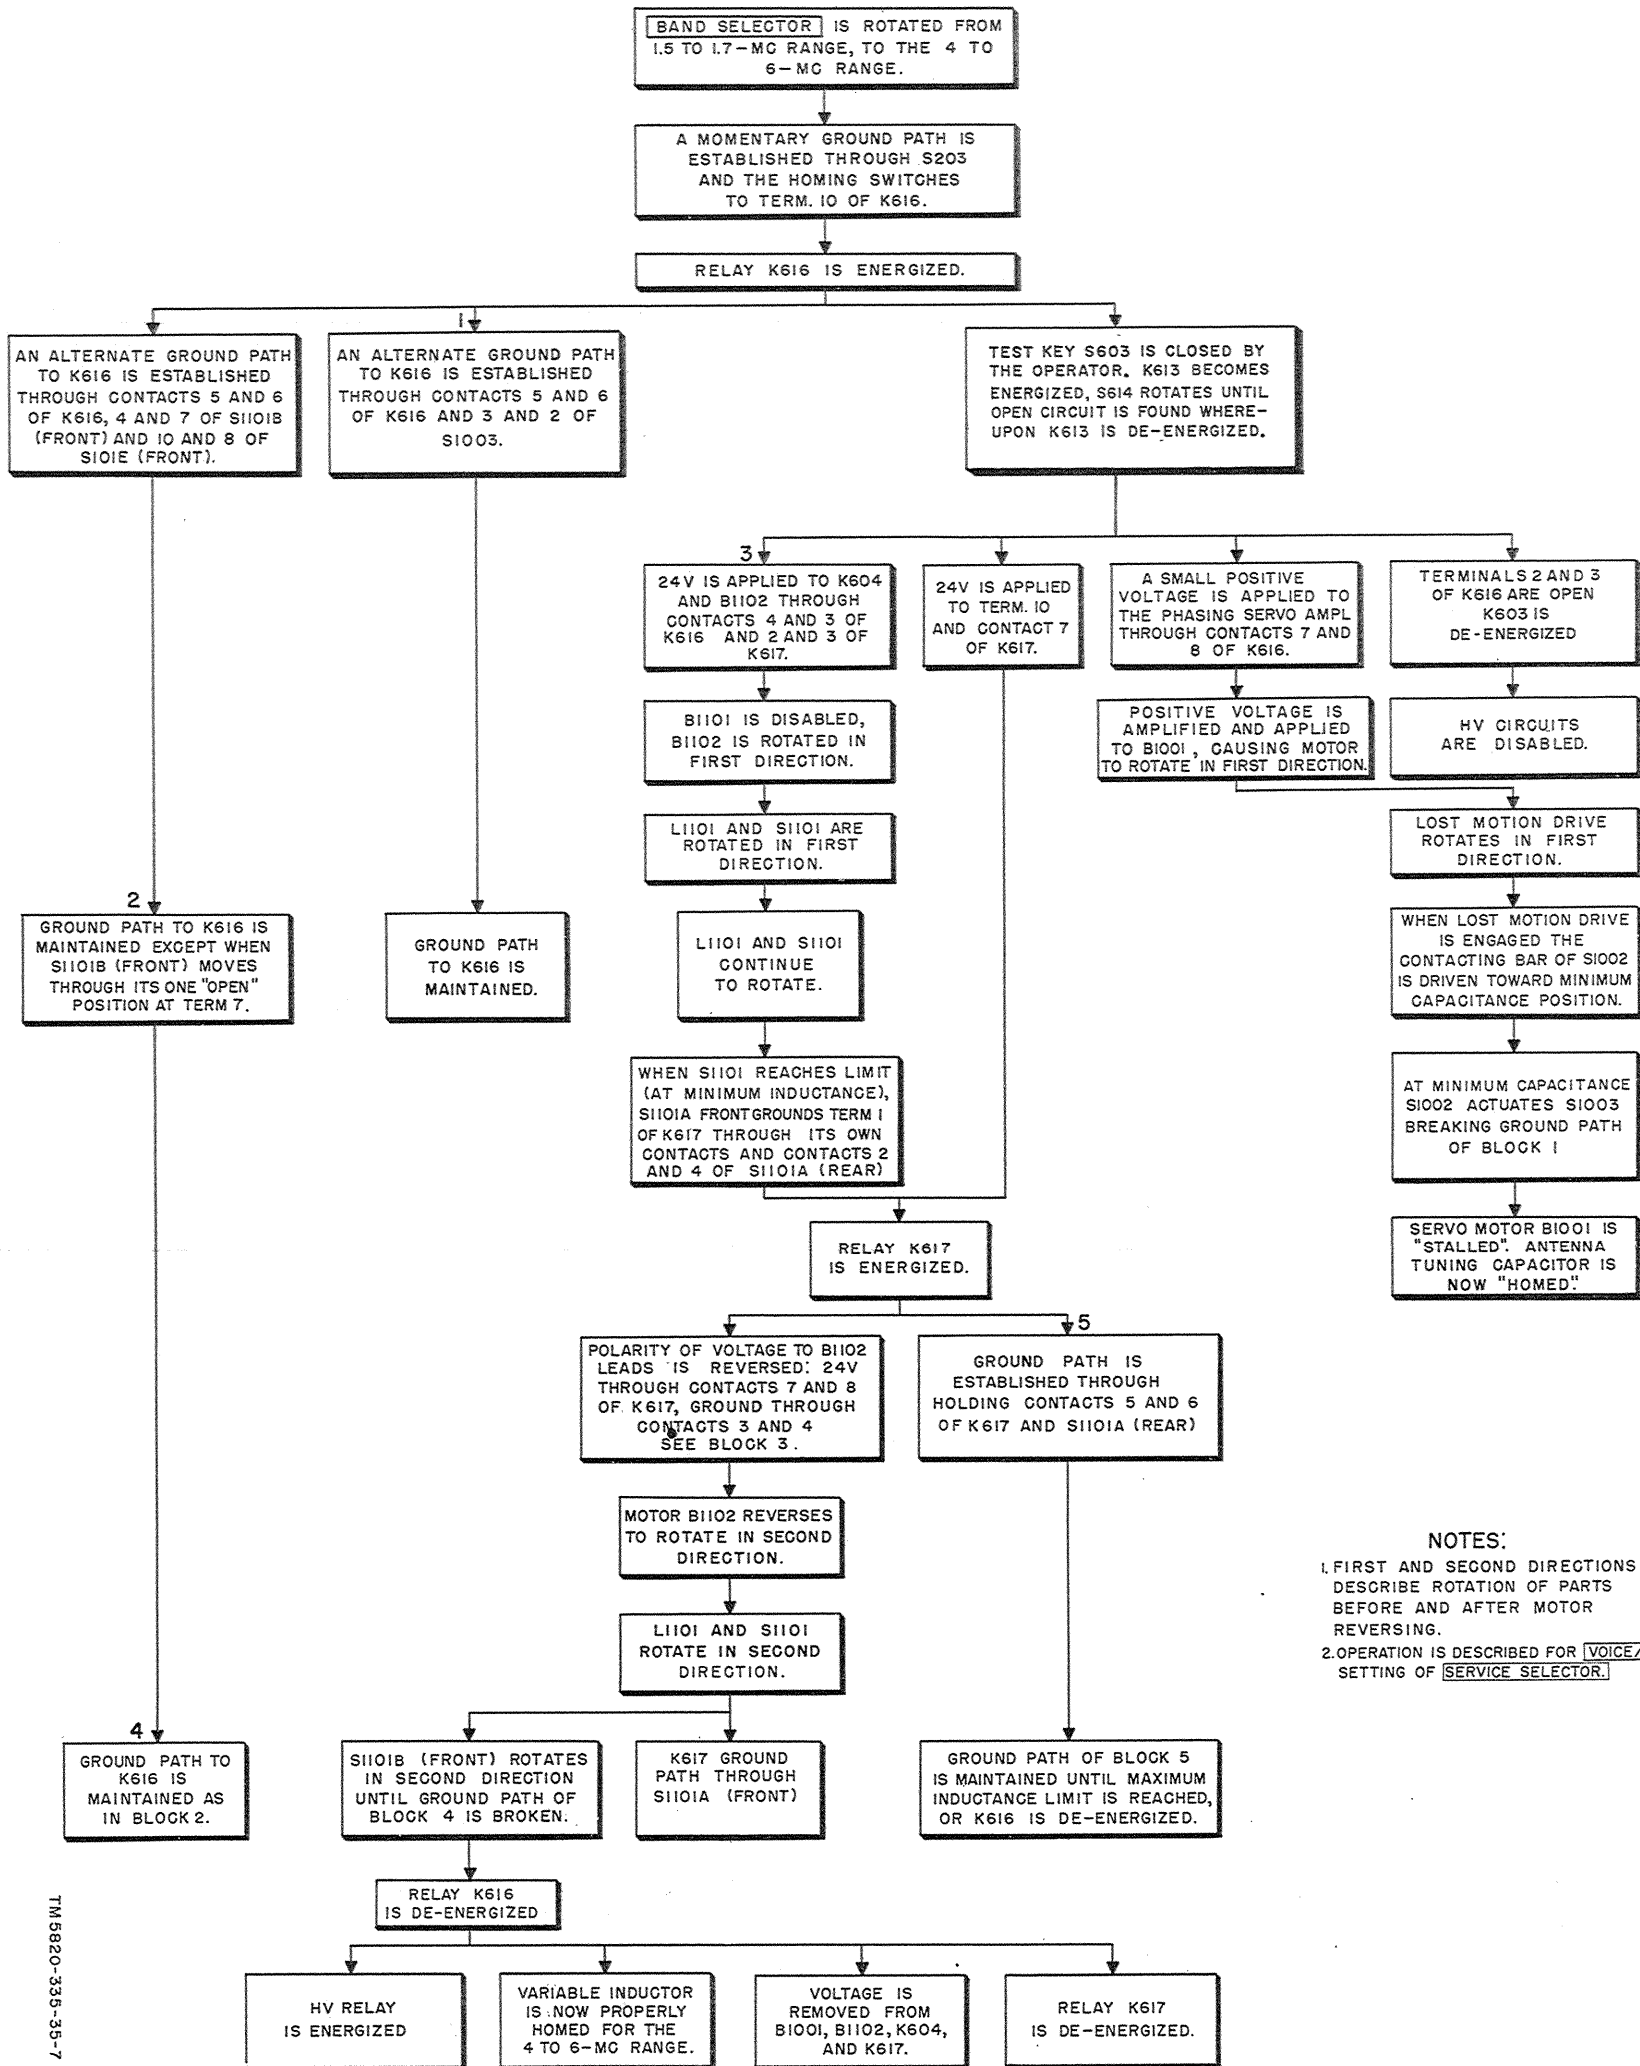 BAND SELECTOR IS ROTATED FROM
1.5 TO 1.7-MC RANGE, TO THE 4 TO
6-MC RANGE.
A MOMENTARY GROUND PATH IS
ESTABLISHED THROUGH S203
AND THE HOMING SWITCHES
TO TERM. 10 OF K616.
RELAY K616 IS ENERGIZED.
AN ALTERNATE GROUND PATH
TO K616 IS ESTABLISHED
THROUGH CONTACTS 5 AND 6
OF K616, 4 AND 7 OF S1101B
(FRONT) AND 10 AND 8 OF
S101E (FRONT).
1
AN ALTERNATE GROUND PATH
TO K616 IS ESTABLISHED
THROUGH CONTACTS 5 AND 6
OF K616 AND 3 AND 2 OF
S1003.
TEST KEY S603 IS CLOSED BY
THE OPERATOR. K613 BECOMES
ENERGIZED, S614 ROTATES UNTIL
OPEN CIRCUIT IS FOUND WHERE-
UPON K613 IS DE-ENERGIZED.
3
24V IS APPLIED TO K604
AND B1102 THROUGH
CONTACTS 4 AND 3 OF
K616 AND 2 AND 3 OF
K617.
24V IS APPLIED
TO TERM. 10
AND CONTACT 7
OF K617.
A SMALL POSITIVE
VOLTAGE IS APPLIED TO
THE PHASING SERVO AMPL
THROUGH CONTACTS 7 AND
8 OF K616.
TERMINALS 2 AND 3
OF K616 ARE OPEN
K603 IS
DE-ENERGIZED
B1101 IS DISABLED,
B1102 IS ROTATED IN
FIRST DIRECTION.
POSITIVE VOLTAGE IS
AMPLIFIED AND APPLIED
TO B1001, CAUSING MOTOR
TO ROTATE IN FIRST DIRECTION.
HV CIRCUITS
ARE DISABLED.
L1101 AND S1101 ARE
ROTATED IN FIRST
DIRECTION.
LOST MOTION DRIVE
ROTATES IN FIRST
DIRECTION.
2
GROUND PATH TO K616 IS
MAINTAINED EXCEPT WHEN
S1101B (FRONT) MOVES
THROUGH ITS ONE "OPEN"
POSITION AT TERM 7.
GROUND PATH
TO K616 IS
MAINTAINED.
L1101 AND S1101
CONTINUE
TO ROTATE.
WHEN LOST MOTION DRIVE
IS ENGAGED THE
CONTACTING BAR OF S1002
IS DRIVEN TOWARD MINIMUM
CAPACITANCE POSITION.
WHEN S1101 REACHES LIMIT
(AT MINIMUM INDUCTANCE),
S1101A FRONT GROUNDS TERM 1
OF K617 THROUGH ITS OWN
CONTACTS AND CONTACTS 2
AND 4 OF S1101A (REAR)
AT MINIMUM CAPACITANCE
S1002 ACTUATES S1003
BREAKING GROUND PATH
OF BLOCK 1
RELAY K617
IS ENERGIZED.
SERVO MOTOR B1001 IS
"STALLED". ANTENNA
TUNING CAPACITOR IS
NOW "HOMED".
POLARITY OF VOLTAGE TO B1102
LEADS IS REVERSED: 24V
THROUGH CONTACTS 7 AND 8
OF K617, GROUND THROUGH
CONTACTS 3 AND 4
SEE BLOCK 3.
5
GROUND PATH IS
ESTABLISHED THROUGH
HOLDING CONTACTS 5 AND 6
OF K617 AND S1101A (REAR)
MOTOR B1102 REVERSES
TO ROTATE IN SECOND
DIRECTION.
L1101 AND S1101
ROTATE IN SECOND
DIRECTION.
NOTES:
1. FIRST AND SECOND DIRECTIONS
DESCRIBE ROTATION OF PARTS
BEFORE AND AFTER MOTOR
REVERSING.
2. OPERATION IS DESCRIBED FOR VOICE/
SETTING OF SERVICE SELECTOR.
4
GROUND PATH TO
K616 IS
MAINTAINED AS
IN BLOCK 2.
S1101B (FRONT) ROTATES
IN SECOND DIRECTION
UNTIL GROUND PATH OF
BLOCK 4 IS BROKEN.
K617 GROUND
PATH THROUGH
S1101A (FRONT)
GROUND PATH OF BLOCK 5
IS MAINTAINED UNTIL MAXIMUM
INDUCTANCE LIMIT IS REACHED,
OR K616 IS DE-ENERGIZED.
RELAY K616
IS DE-ENERGIZED
HV RELAY
IS ENERGIZED
VARIABLE INDUCTOR
IS NOW PROPERLY
HOMED FOR THE
4 TO 6-MC RANGE.
VOLTAGE IS
REMOVED FROM
B1001, B1102, K604,
AND K617.
RELAY K617
IS DE-ENERGIZED.
TM5820-335-35-7